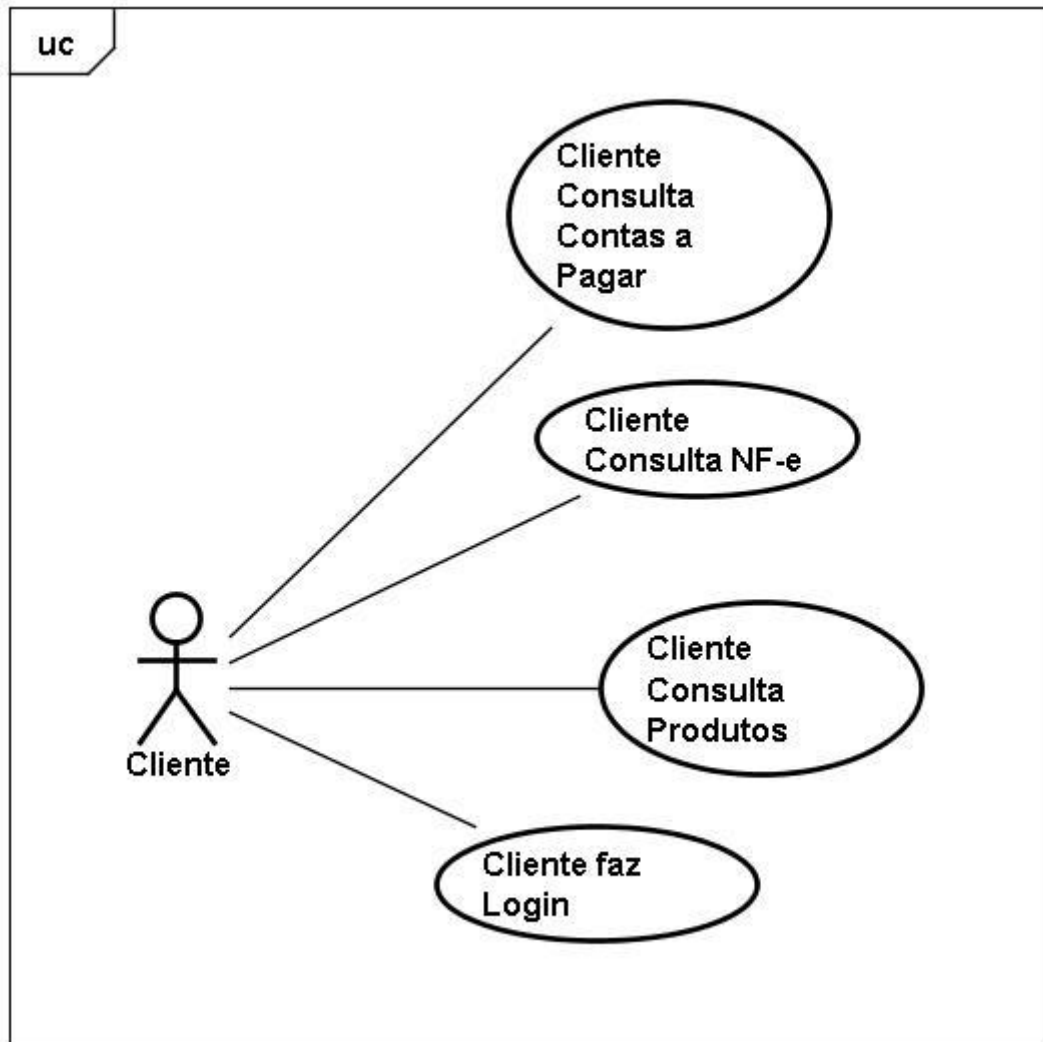 uc
Cliente
Consulta
Contas a
Pagar
Cliente
Consulta NF-e
Cliente
Consulta
Produtos
Cliente
Cliente faz
Login